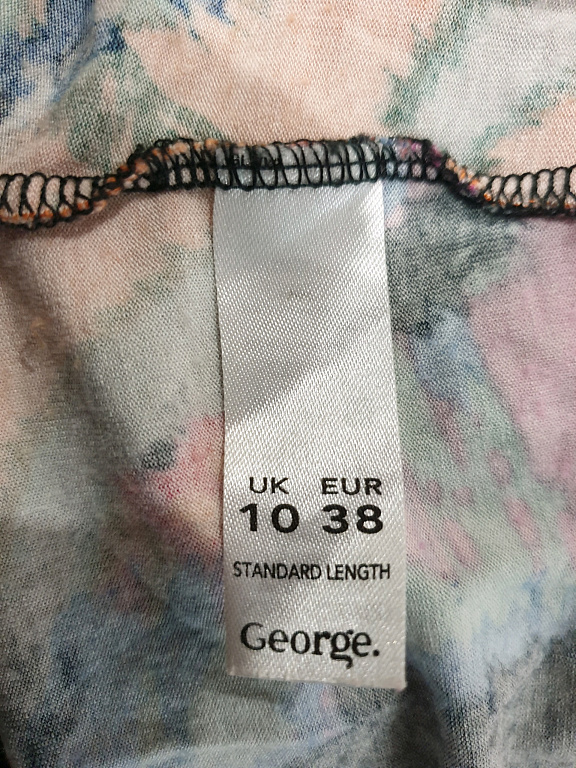 UK EUR
10 38
STANDARD LENGTH
George.